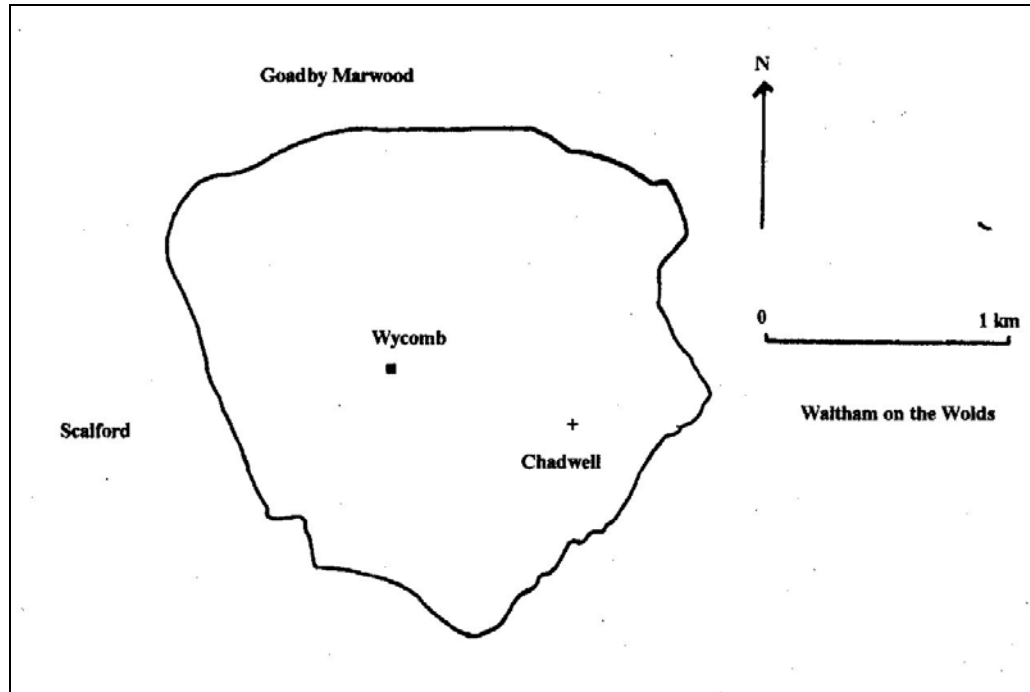 Goadby Marwood
N
Wycomb
0 1 km
Scalford
Waltham on the Wolds
Chadwell